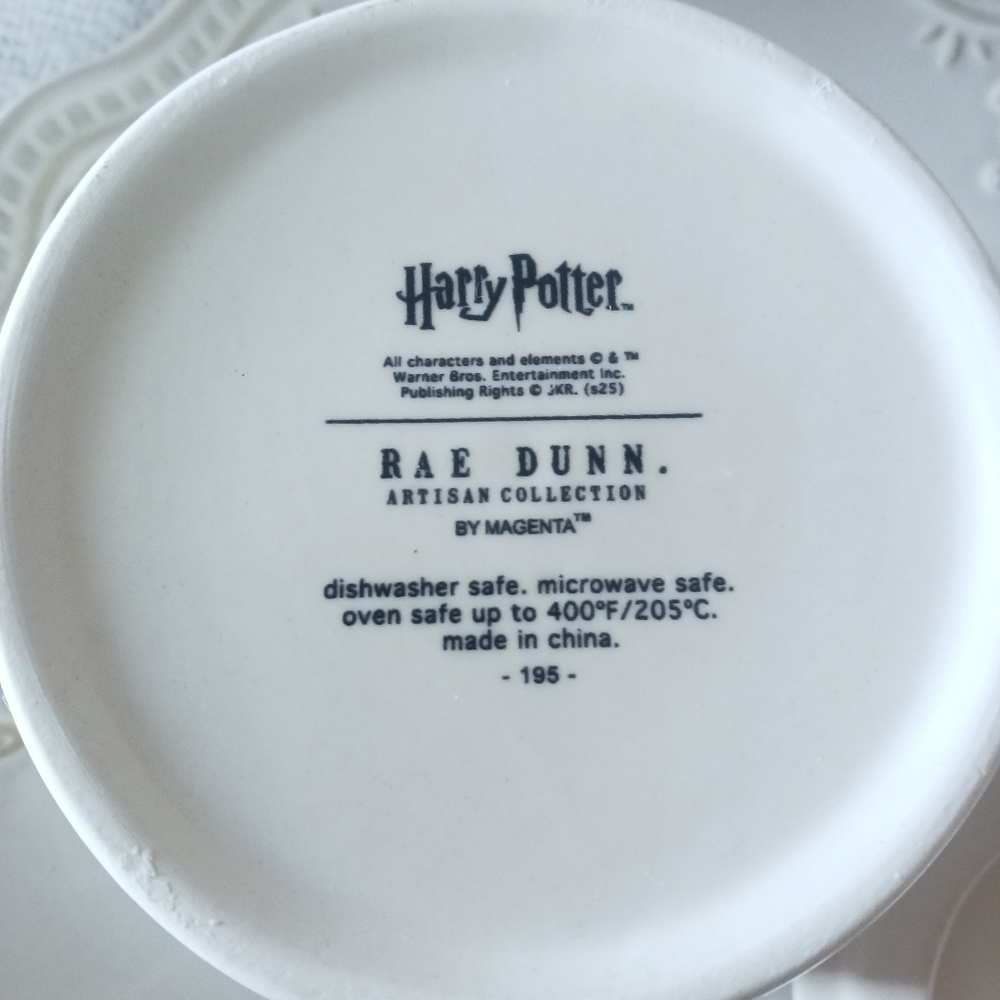 Harry Potter™
All characters and elements © & ™
Warner Bros. Entertainment Inc.
Publishing Rights © JKR. (s25)
RAE DUNN.
ARTISAN COLLECTION
BY MAGENTA™
dishwasher safe. microwave safe.
oven safe up to 400°F/205°C.
made in china.
- 195 -